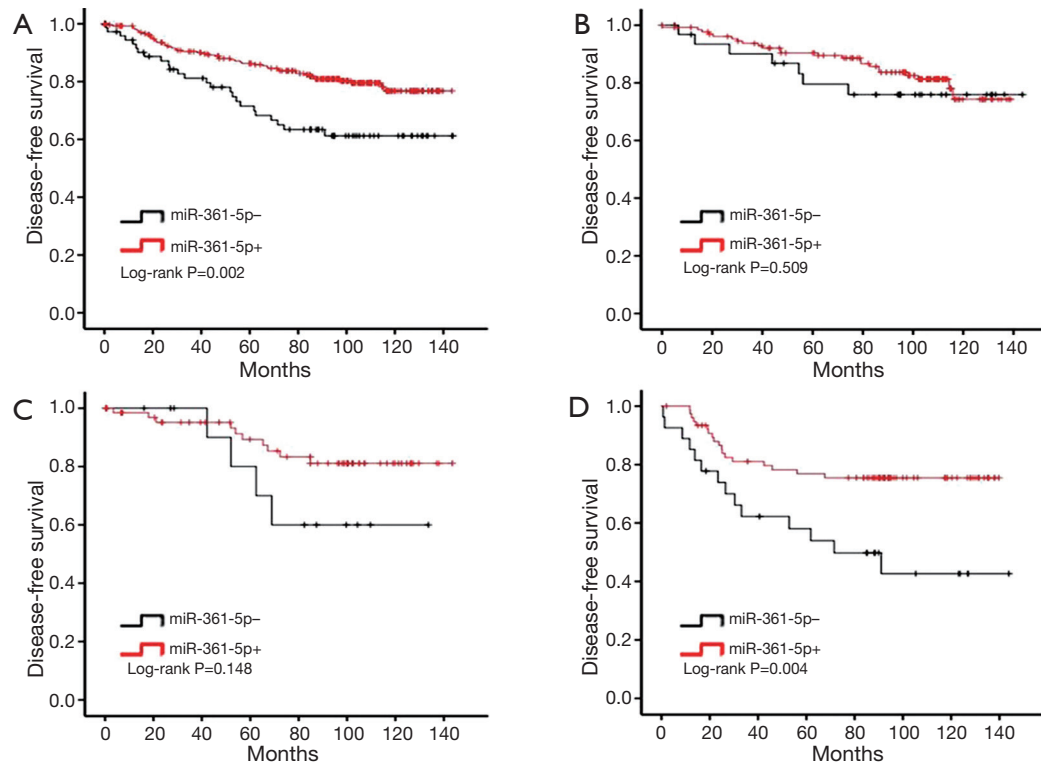 A
Disease-free survival
1.0
0.8
0.6
0.4
0.2
0.0
miR-361-5p–
miR-361-5p+
Log-rank P=0.002
0 20 40 60 80 100 120 140
Months
B
Disease-free survival
1.0
0.8
0.6
0.4
0.2
0.0
miR-361-5p–
miR-361-5p+
Log-rank P=0.509
0 20 40 60 80 100 120 140
Months
C
Disease-free survival
1.0
0.8
0.6
0.4
0.2
0.0
miR-361-5p–
miR-361-5p+
Log-rank P=0.148
0 20 40 60 80 100 120 140
Months
D
Disease-free survival
1.0
0.8
0.6
0.4
0.2
0.0
miR-361-5p–
miR-361-5p+
Log-rank P=0.004
0 20 40 60 80 100 120 140
Months